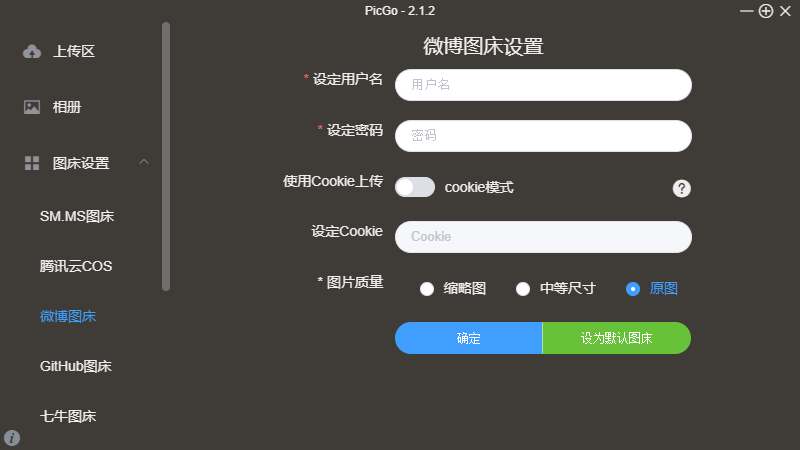 PicGo - 2.1.2
上传区
相册
图床设置
SM.MS图床
腾讯云COS
微博图床
GitHub图床
七牛图床
微博图床设置
* 设定用户名
用户名
* 设定密码
密码
使用Cookie上传
cookie模式
?
设定Cookie
Cookie
* 图片质量
缩略图
中等尺寸
原图
确定
设为默认图床
i